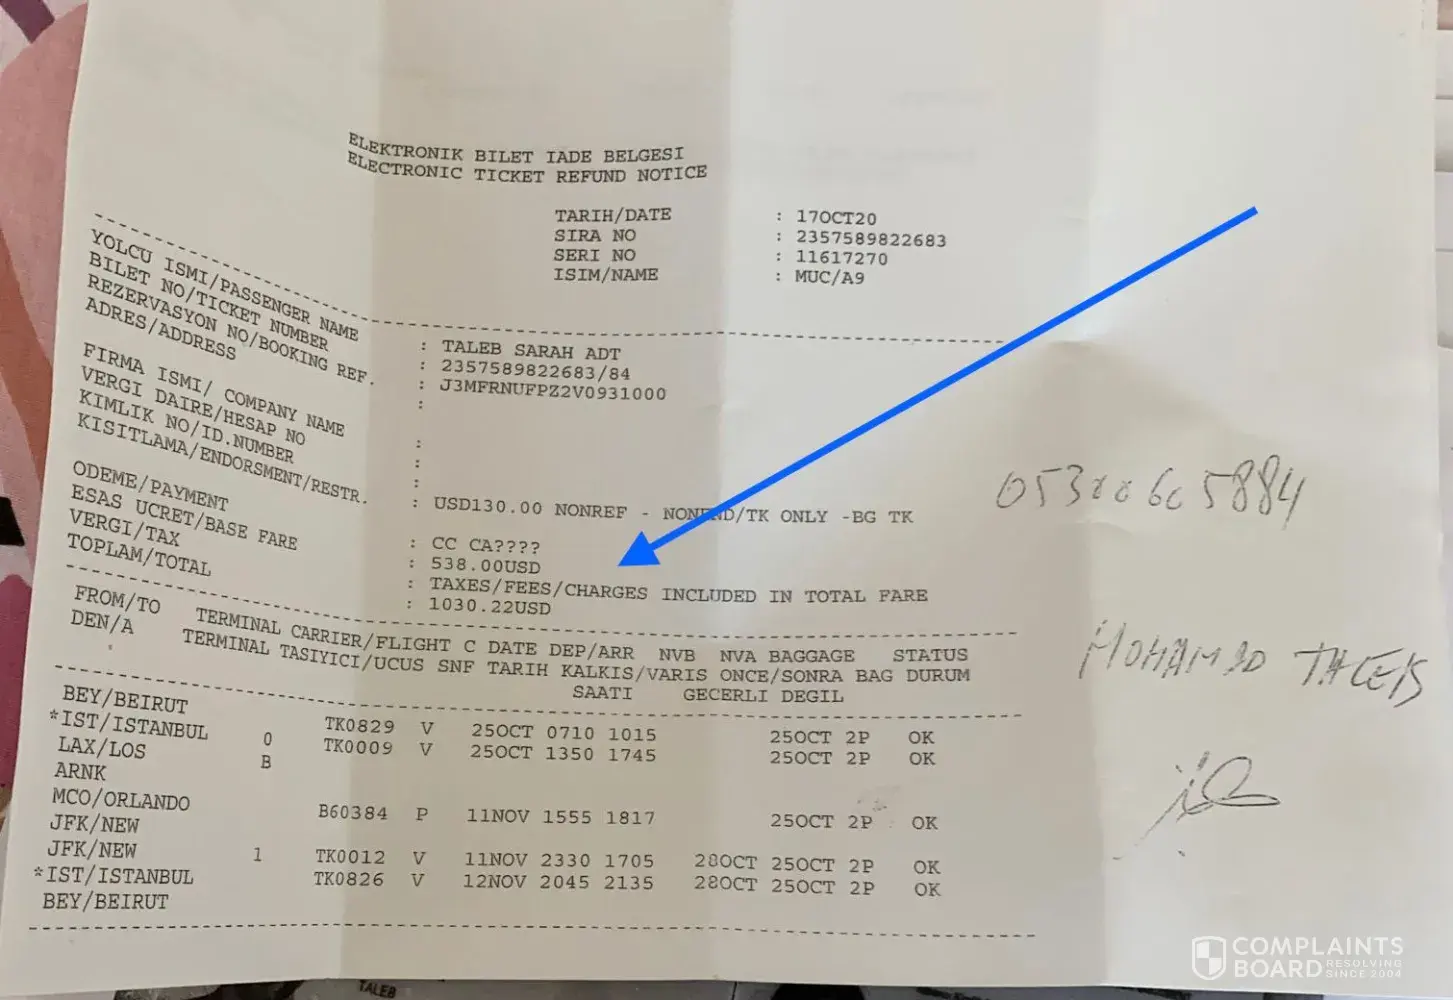 ELEKTRONIK BILET IADE BELGESI
ELECTRONIC TICKET REFUND NOTICE
TARIH/DATE : 17OCT20
SIRA NO : 2357589822683
SERI NO : 11617270
ISIM/NAME : MUC/A9
YOLCU ISMI/PASSENGER NAME : TALEB SARAH ADT
BILET NO/TICKET NUMBER : 2357589822683/84
REZERVASYON NO/BOOKING REF. : J3MFRNUFPZ2V0931000
ADRES/ADDRESS :
FIRMA ISMI/ COMPANY NAME :
VERGI DAIRE/HESAP NO :
KIMLIK NO/ID.NUMBER :
KISITLAMA/ENDORSMENT/RESTR. : USD130.00 NONREF - NONEND/TK ONLY -BG TK
ODEME/PAYMENT : CC CA????
ESAS UCRET/BASE FARE : 538.00USD
VERGI/TAX : TAXES/FEES/CHARGES INCLUDED IN TOTAL FARE
TOPLAM/TOTAL : 1030.22USD
FROM/TO TERMINAL CARRIER/FLIGHT C DATE DEP/ARR NVB NVA BAGGAGE STATUS
DEN/A TERMINAL TASIYICI/UCUS SNF TARIH KALKIS/VARIS ONCE/SONRA BAG DURUM
SAATI GECERLI DEGIL
BEY/BEIRUT TK0829 V 25OCT 0710 1015 25OCT 2P OK
*IST/ISTANBUL 0 TK0009 V 25OCT 1350 1745 25OCT 2P OK
LAX/LOS B
ARNK
MCO/ORLANDO B60384 P 11NOV 1555 1817 25OCT 2P OK
JFK/NEW
JFK/NEW 1 TK0012 V 11NOV 2330 1705 28OCT 25OCT 2P OK
*IST/ISTANBUL TK0826 V 12NOV 2045 2135 28OCT 25OCT 2P OK
BEY/BEIRUT
MOHAMED TALEB
TALEB
COMPLAINTS
BOARD RESOLVING
SINCE 2004